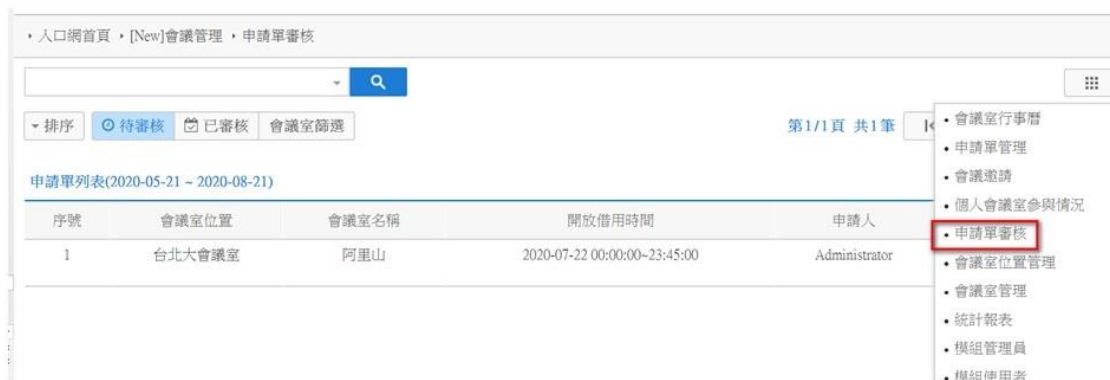 人口網首頁 ‣ [New]會議管理 ‣ 申請單審核
排序 待審核 已審核 會議室篩選
第1/1頁 共1筆
申請單列表(2020-05-21 ~ 2020-08-21)
序號 會議室位置 會議室名稱 開放借用時間 申請人
1 台北大會議室 阿里山 2020-07-22 00:00:00~23:45:00 Administrator
• 會議室行事曆
• 申請單管理
• 會議邀請
• 個人會議室參與情況
• 申請單審核
• 會議室位置管理
• 會議室管理
• 統計報表
• 模組管理員
• 模組使用者